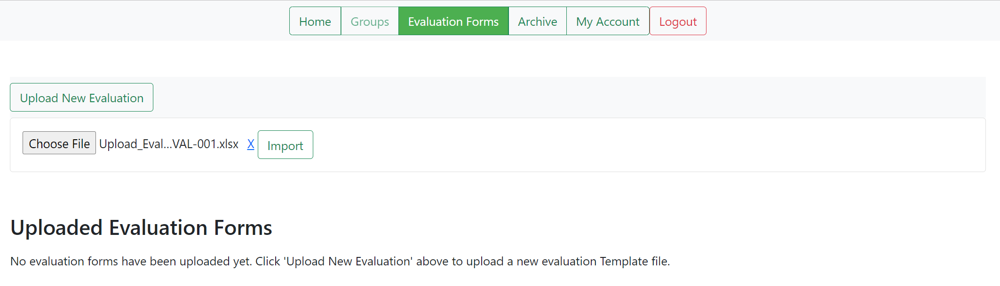 Home Groups Evaluation Forms Archive My Account Logout
Upload New Evaluation
Choose File Upload_Eval...VAL-001.xlsx X Import
Uploaded Evaluation Forms
No evaluation forms have been uploaded yet. Click 'Upload New Evaluation' above to upload a new evaluation Template file.